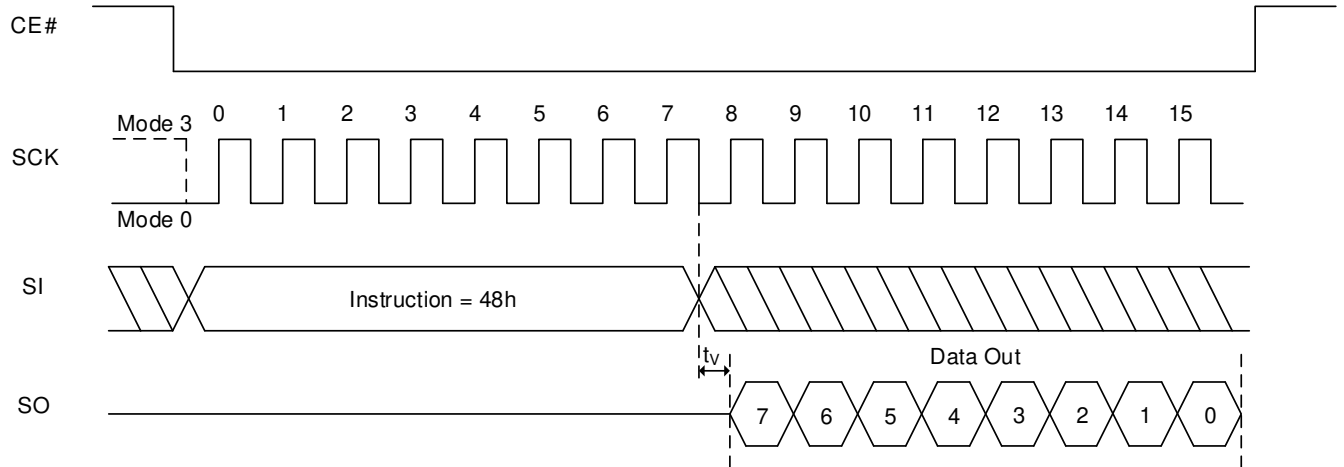 CE#
0 1 2 3 4 5 6 7 8 9 10 11 12 13 14 15
Mode 3
SCK
Mode 0
SI
Instruction = 48h
tV
Data Out
SO
7 6 5 4 3 2 1 0